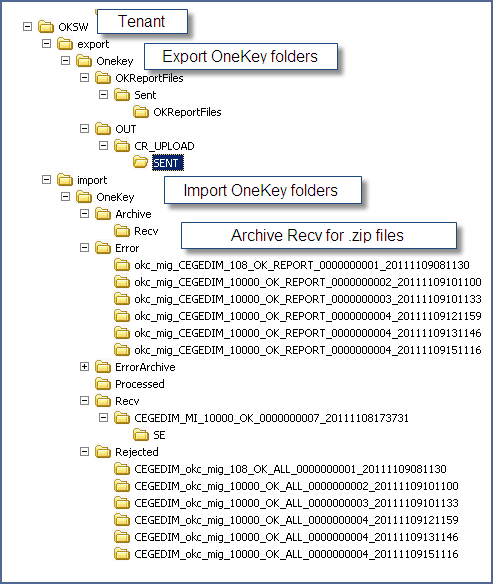 OKSW
Tenant
export
Export OneKey folders
Onekey
OKReportFiles
Sent
OKReportFiles
OUT
CR_UPLOAD
SENT
import
Import OneKey folders
OneKey
Archive
Recv
Archive Recv for .zip files
Error
okc_mig_CEGEDIM_108_OK_REPORT_0000000001_20111109081130
okc_mig_CEGEDIM_10000_OK_REPORT_0000000002_20111109101100
okc_mig_CEGEDIM_10000_OK_REPORT_0000000003_20111109101133
okc_mig_CEGEDIM_10000_OK_REPORT_0000000004_20111109121159
okc_mig_CEGEDIM_10000_OK_REPORT_0000000004_20111109131146
okc_mig_CEGEDIM_10000_OK_REPORT_0000000004_20111109151116
ErrorArchive
Processed
Recv
CEGEDIM_MI_10000_OK_0000000007_20111108173731
SE
Rejected
CEGEDIM_okc_mig_108_OK_ALL_0000000001_20111109081130
CEGEDIM_okc_mig_10000_OK_ALL_0000000002_20111109101100
CEGEDIM_okc_mig_10000_OK_ALL_0000000003_20111109101133
CEGEDIM_okc_mig_10000_OK_ALL_0000000004_20111109121159
CEGEDIM_okc_mig_10000_OK_ALL_0000000004_20111109131146
CEGEDIM_okc_mig_10000_OK_ALL_0000000004_20111109151116